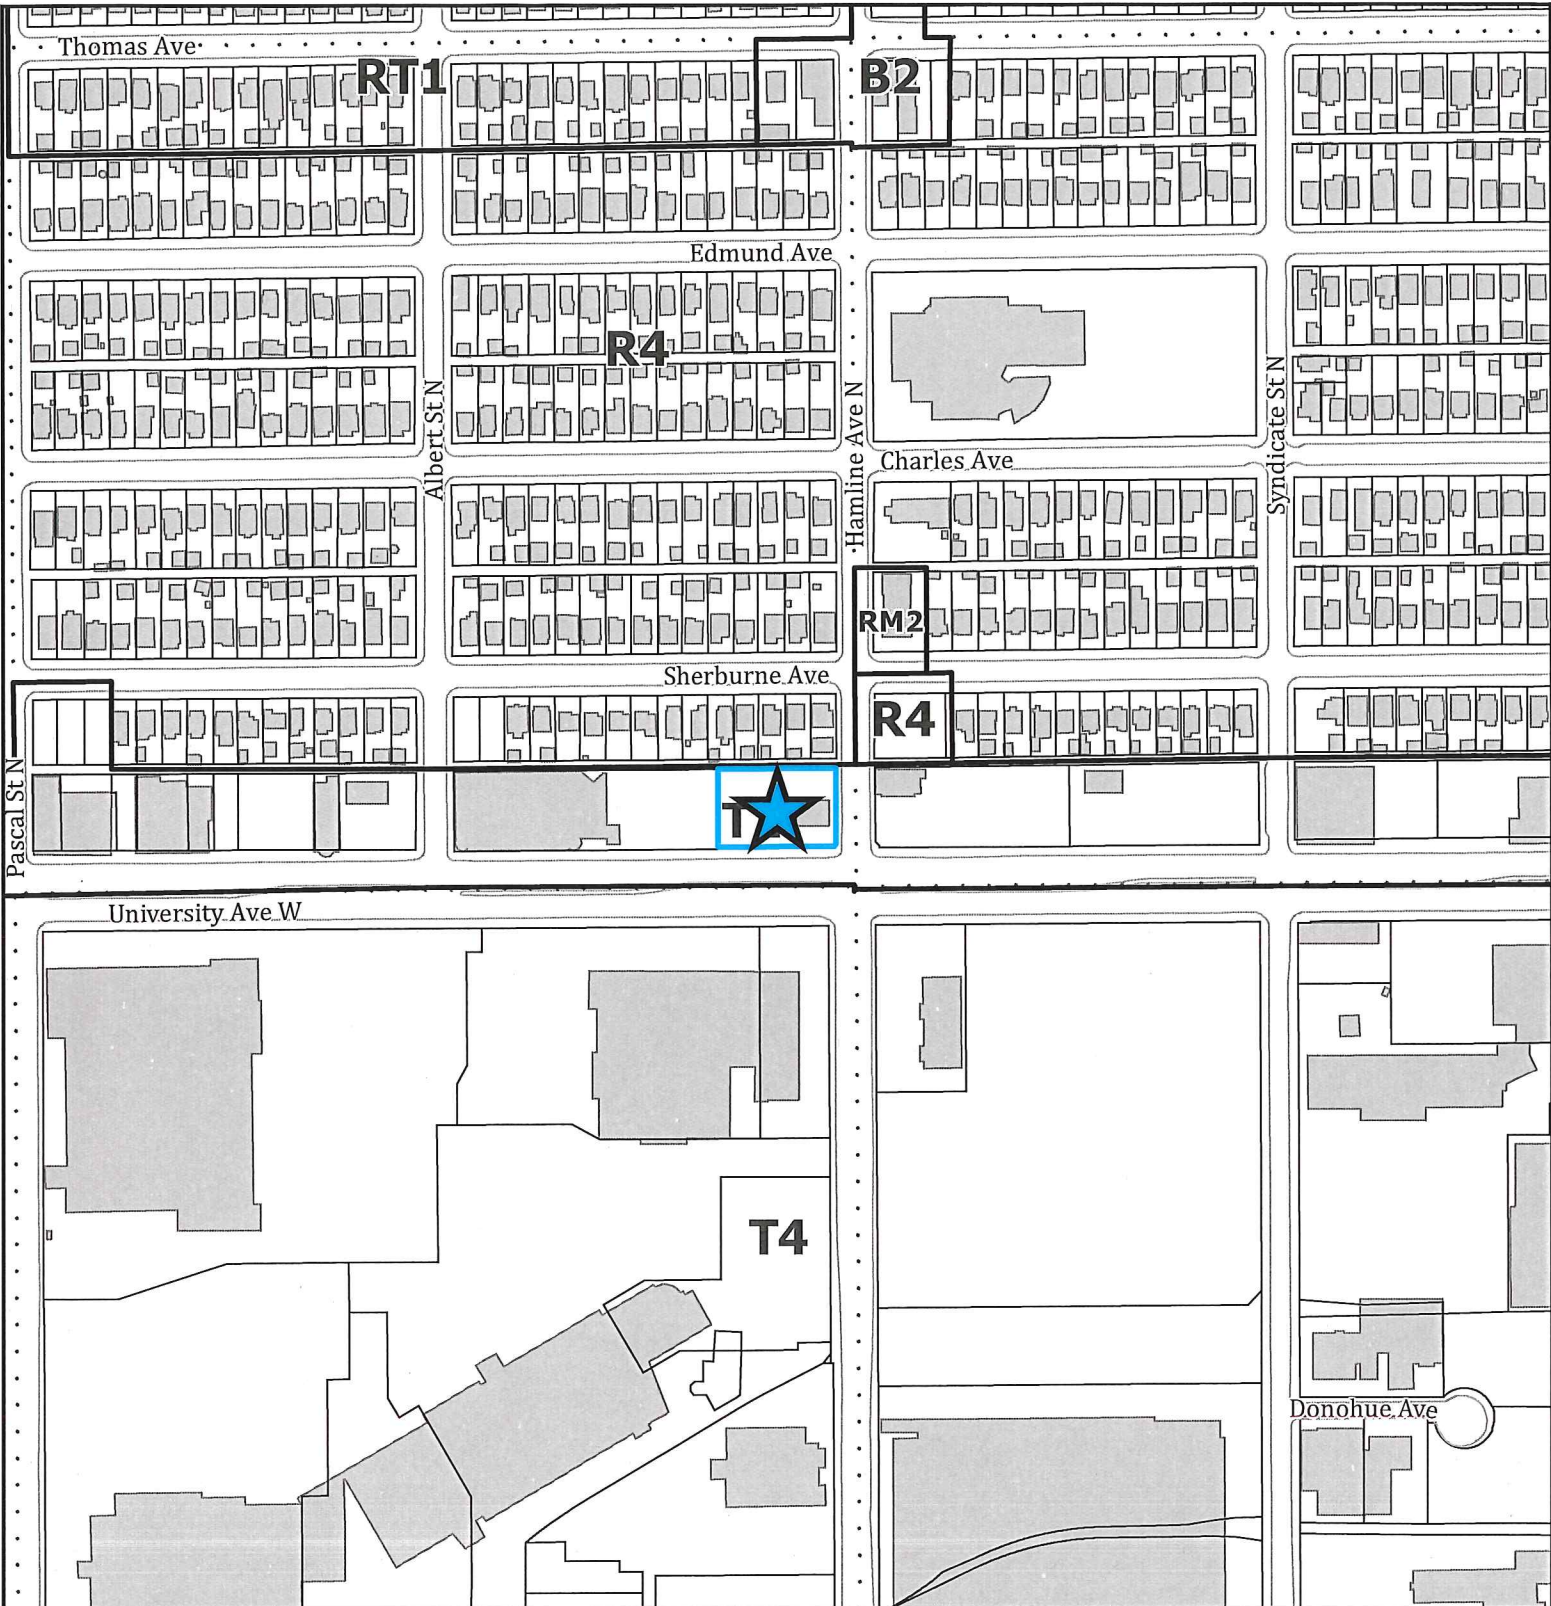 Thomas Ave
RT1
B2
Edmund Ave
R4
Albert St N
Hamline Ave N
Syndicate St N
Charles Ave
RM2
Sherburne Ave
R4
Pascal St N
University Ave W
T4
Donohue Ave